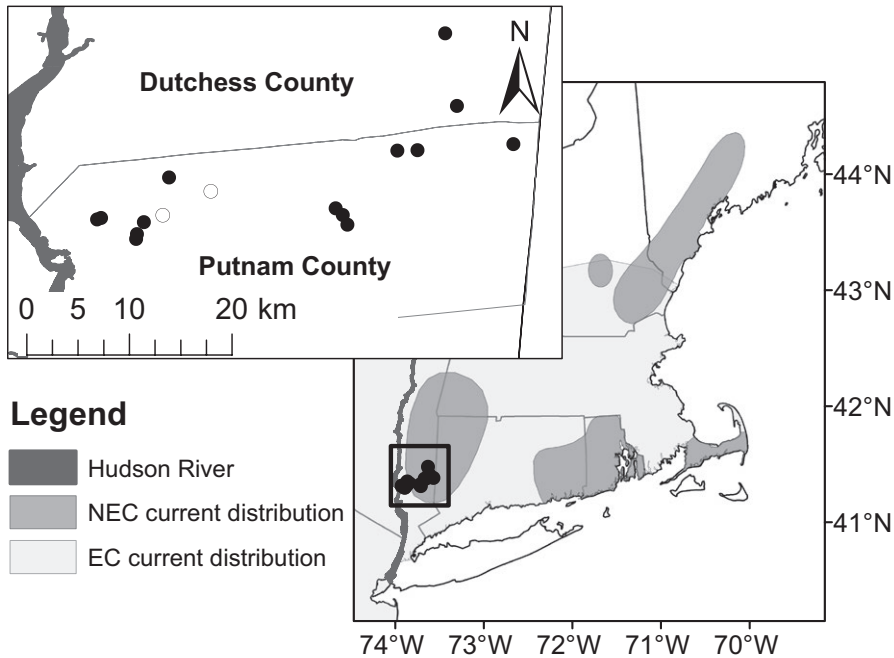 N
Dutchess County
Putnam County
0 5 10 20 km
44°N
43°N
42°N
41°N
Legend
Hudson River
NEC current distribution
EC current distribution
74°W 73°W 72°W 71°W 70°W